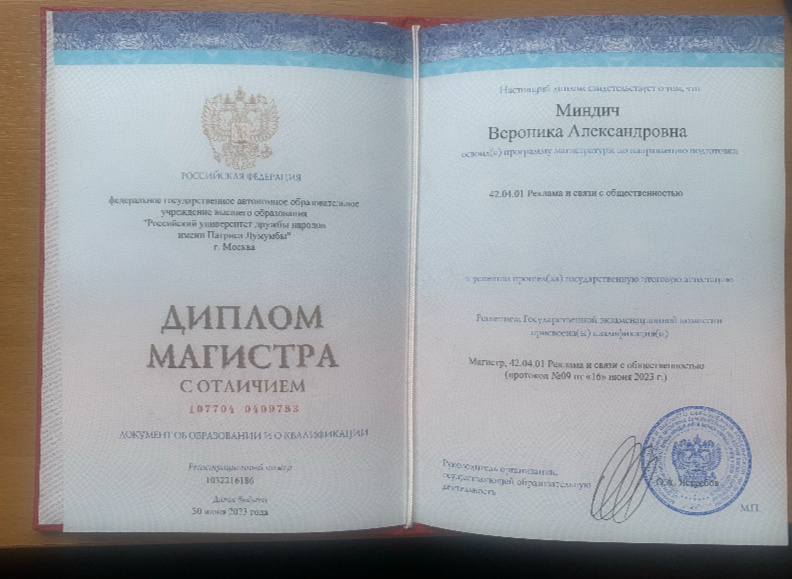 РОССИЙСКАЯ ФЕДЕРАЦИЯ
федеральное государственное автономное образовательное
учреждение высшего образования
"Российский университет дружбы народов
имени Патриса Лумумбы"
г. Москва
ДИПЛОМ
МАГИСТРА
С ОТЛИЧИЕМ
107704 0499783
ДОКУМЕНТ ОБ ОБРАЗОВАНИИ И О КВАЛИФИКАЦИИ
Регистрационный номер
1032216186
Дата выдачи
30 июня 2023 года
Настоящий диплом свидетельствует о том, что
Миндич
Вероника Александровна
освоил(а) программу магистратуры по направлению подготовки
42.04.01 Реклама и связи с общественностью
и успешно прошел(ла) государственную итоговую аттестацию
Решением Государственной экзаменационной комиссии
присвоена(ы) квалификация(и)
Магистр, 42.04.01 Реклама и связи с общественностью
(протокол №09 от «16» июня 2023 г.)
Руководитель организации,
осуществляющей образовательную
деятельность
О.А. Ястребов
М.П.